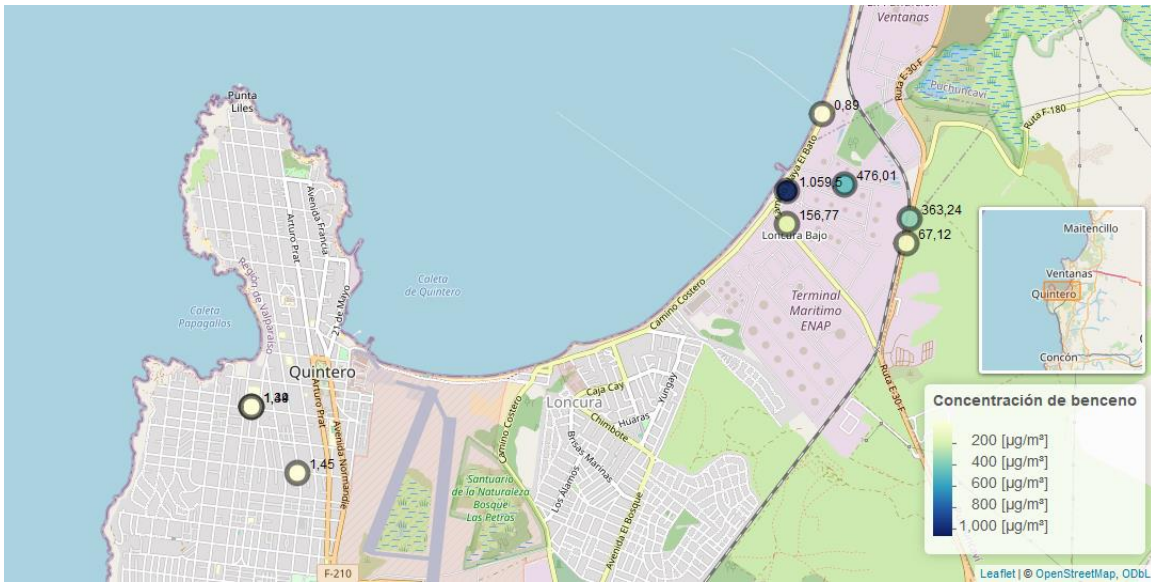 Ventanas
Punta
Liles
Ruta E-30-F
Puchuncaví
Ruta F-180
0,89
Avenida Francia
Arturo Prat
1.059,5
476,01
156,77
Loncura Bajo
363,24
67,12
Caleta
de Quintero
Región de Valparaíso
Caleta
Papagallos
21 de Mayo
Camino Costero
Terminal
Marítimo
ENAP
Maitencillo
Ventanas
Quintero
Concón
Quintero
Arturo Prat
Avenida Normandie
1,45
Camino Costero
Loncura
Caja Cay
Yungay
Huaras
Chimbote
Brisas Marinas
Los Álamos
Avenida El Bosque
Santuario
de la Naturaleza
Bosque
Las Petras
Ruta E-30-F
F-210
Concentración de benceno
200 [µg/m³]
400 [µg/m³]
600 [µg/m³]
800 [µg/m³]
1,000 [µg/m³]
Leaflet | © OpenStreetMap, ODbL